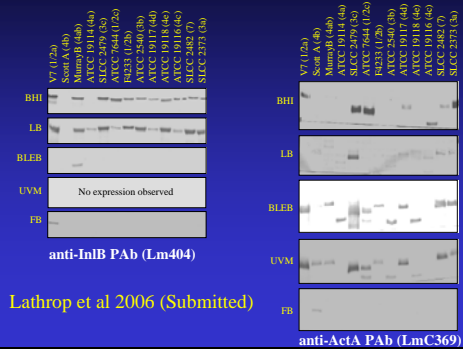 V7 (1/2a)
Scott A (4b)
MurrayB (4ab)
ATCC 19114 (4a)
SLCC 2479 (3c)
ATCC 7644 (1/2c)
F4233 (1/2b)
ATCC 2540 (3b)
ATCC 19117 (4d)
ATCC 19118 (4e)
ATCC 19116 (4c)
SLCC 2482 (7)
SLCC 2373 (3a)
BHI
LB
BLEB
UVM
No expression observed
FB
anti-InlB PAb (Lm404)
Lathrop et al 2006 (Submitted)
V7 (1/2a)
Scott A (4b)
MurrayB (4ab)
ATCC 19114 (4a)
SLCC 2479 (3c)
ATCC 7644 (1/2c)
F4233 (1/2b)
ATCC 2540 (3b)
ATCC 19117 (4d)
ATCC 19118 (4e)
ATCC 19116 (4c)
SLCC 2482 (7)
SLCC 2373 (3a)
BHI
LB
BLEB
UVM
FB
anti-ActA PAb (LmC369)